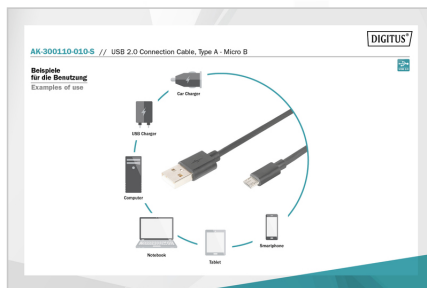 DIGITUS®
AK-300110-010-S // USB 2.0 Connection Cable, Type A - Micro B
Beispiele
für die Benutzung
Examples of use
Car Charger
USB Charger
Computer
Notebook
Tablet
Smartphone